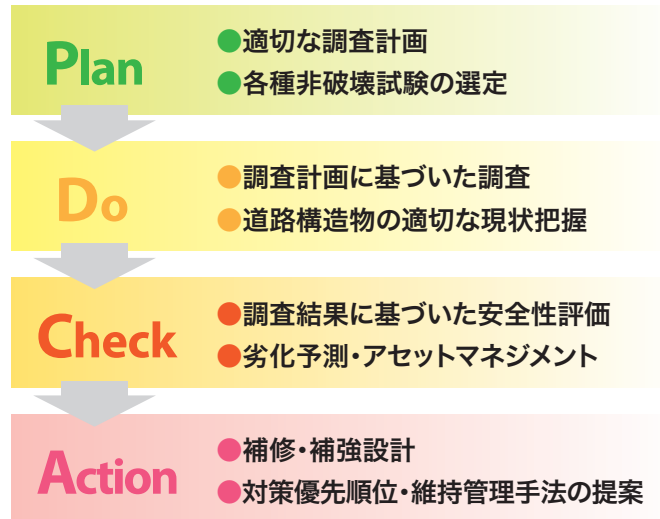 Plan
●適切な調査計画
●各種非破壊試験の選定
Do
●調査計画に基づいた調査
●道路構造物の適切な現状把握
Check
●調査結果に基づいた安全性評価
●劣化予測・アセットマネジメント
Action
●補修・補強設計
●対策優先順位・維持管理手法の提案